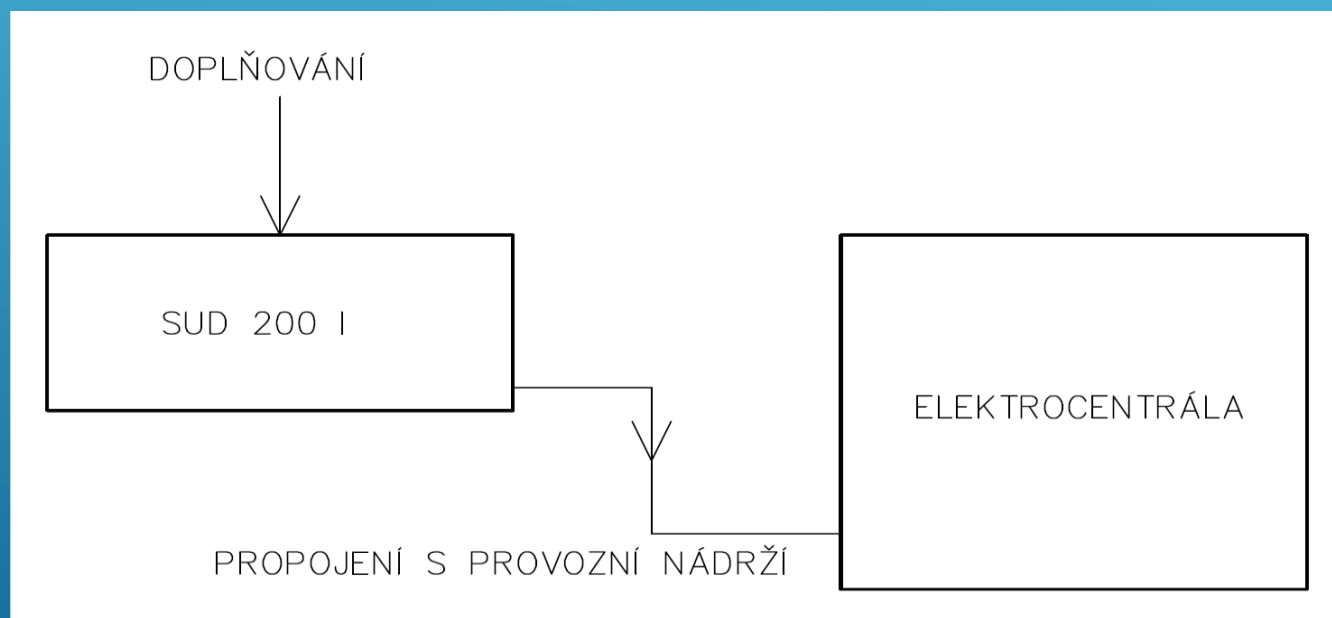 DOPLŇOVÁNÍ
SUD 200 l
ELEKTROCENTRÁLA
PROPOJENÍ S PROVOZNÍ NÁDRŽÍ